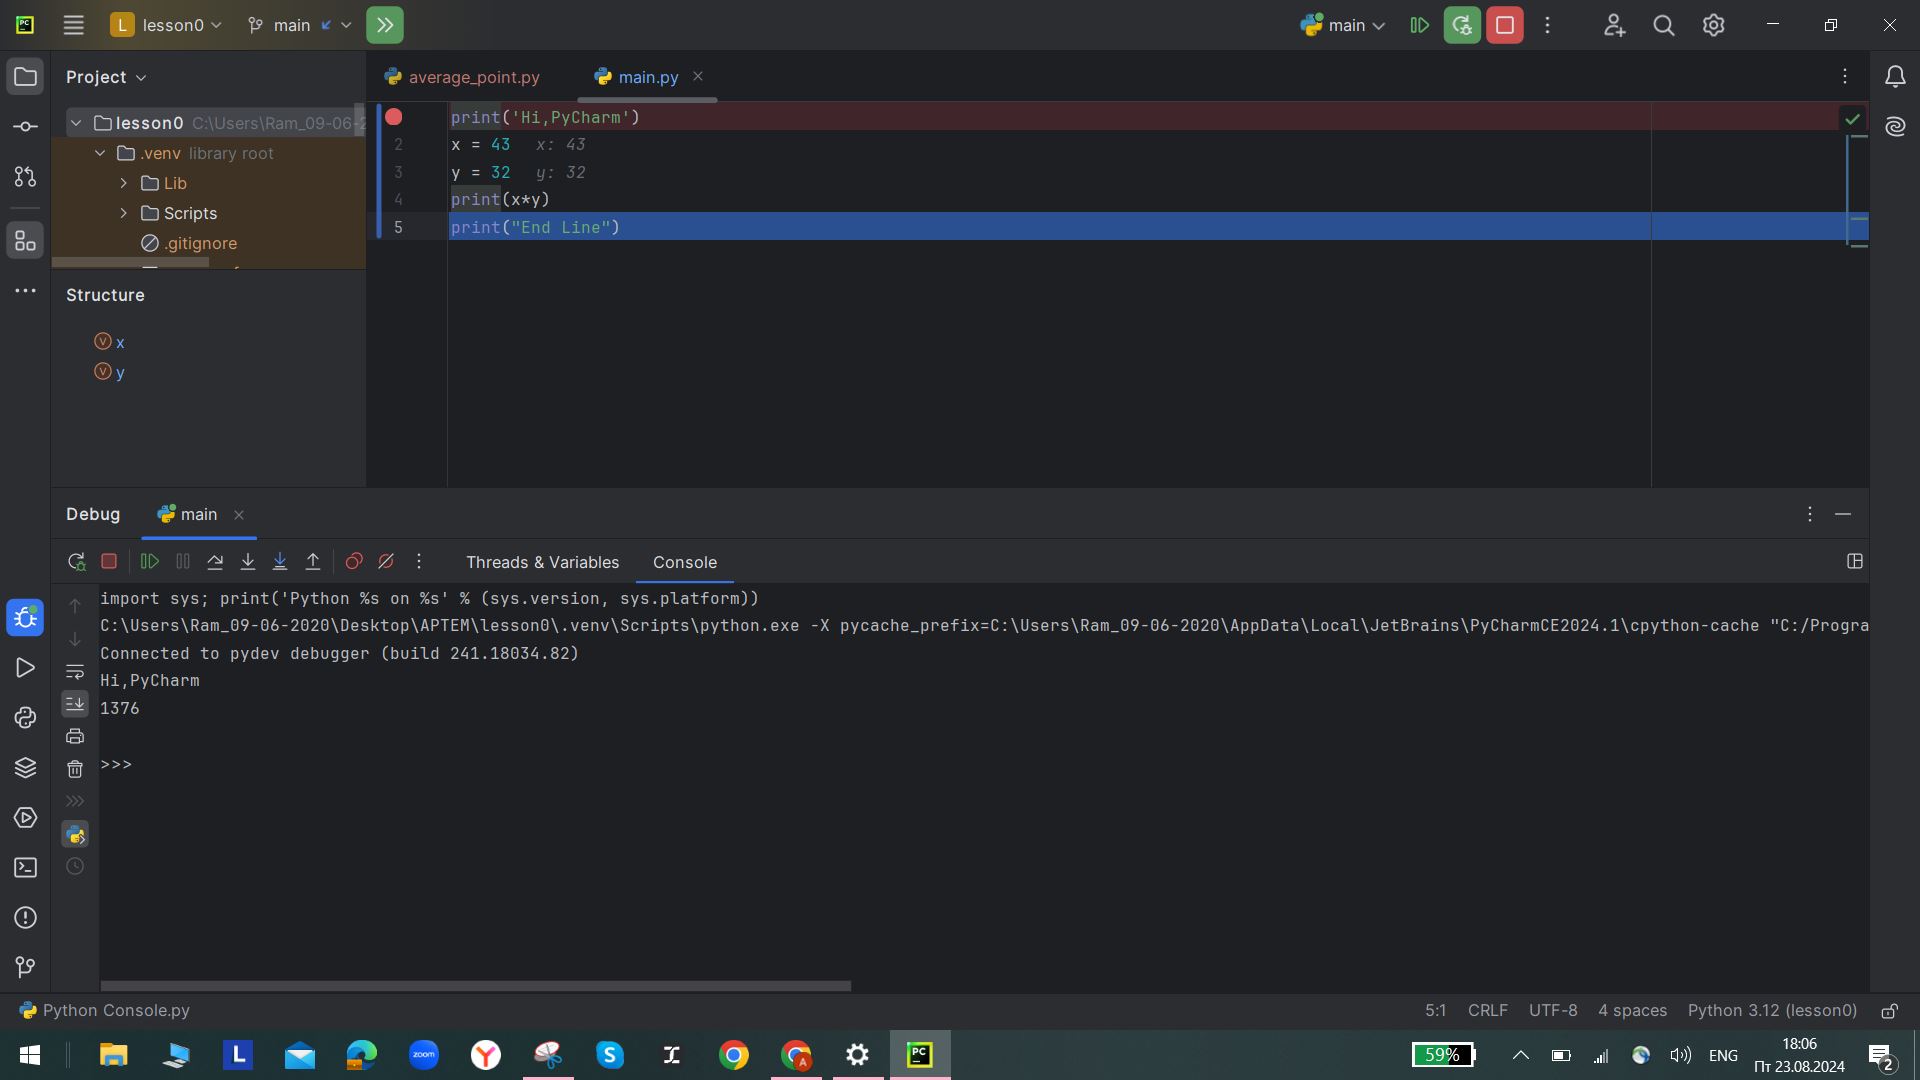 L lesson0 main main
Project
average_point.py main.py
lesson0 C:\Users\Ram_09-06-2
.venv library root
Lib
Scripts
.gitignore
print('Hi,PyCharm')
2 x = 43 x: 43
3 y = 32 y: 32
4 print(x*y)
5 print("End Line")
Structure
x
y
Debug main
Threads & Variables Console
import sys; print('Python %s on %s' % (sys.version, sys.platform))
C:\Users\Ram_09-06-2020\Desktop\АРТЕМ\lesson0\.venv\Scripts\python.exe -X pycache_prefix=C:\Users\Ram_09-06-2020\AppData\Local\JetBrains\PyCharmCE2024.1\cpython-cache "C:/Progra
Connected to pydev debugger (build 241.18034.82)
Hi,PyCharm
1376
>>>
Python Console.py 5:1 CRLF UTF-8 4 spaces Python 3.12 (lesson0)
59% ENG 18:06
Пт 23.08.2024
2